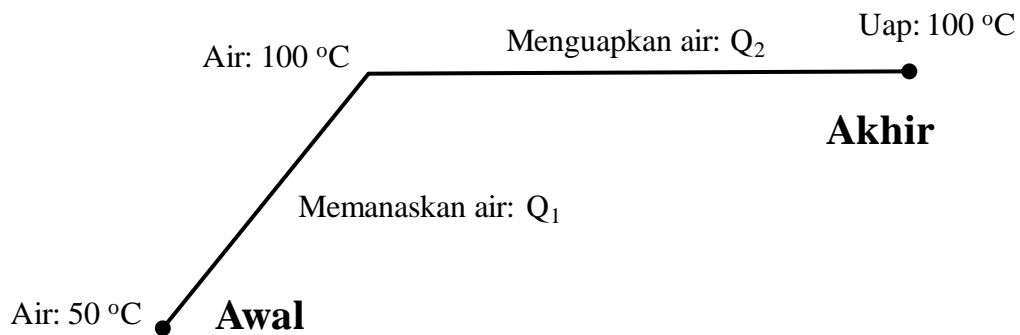 Uap: 100 °C
Menguapkan air: Q₂
Air: 100 °C
Akhir
Memanaskan air: Q₁
Air: 50 °C
Awal